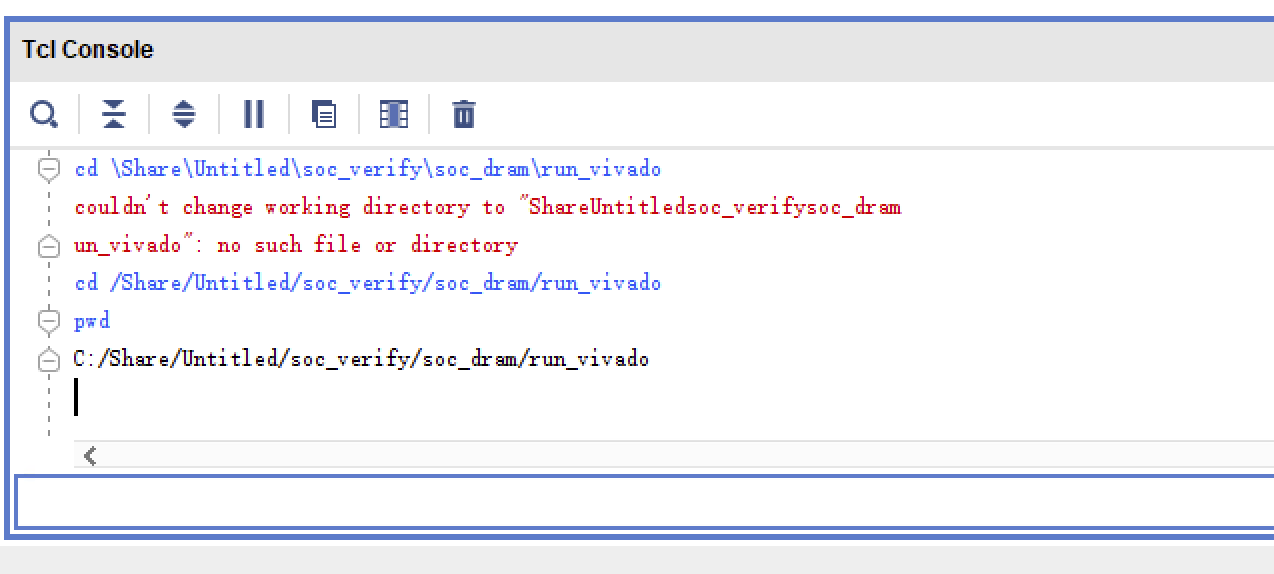 Tcl Console
cd \Share\Untitled\soc_verify\soc_dram\run_vivado
couldn't change working directory to "ShareUntitledsoc_verifysoc_dram
un_vivado": no such file or directory
cd /Share/Untitled/soc_verify/soc_dram/run_vivado
pwd
C:/Share/Untitled/soc_verify/soc_dram/run_vivado